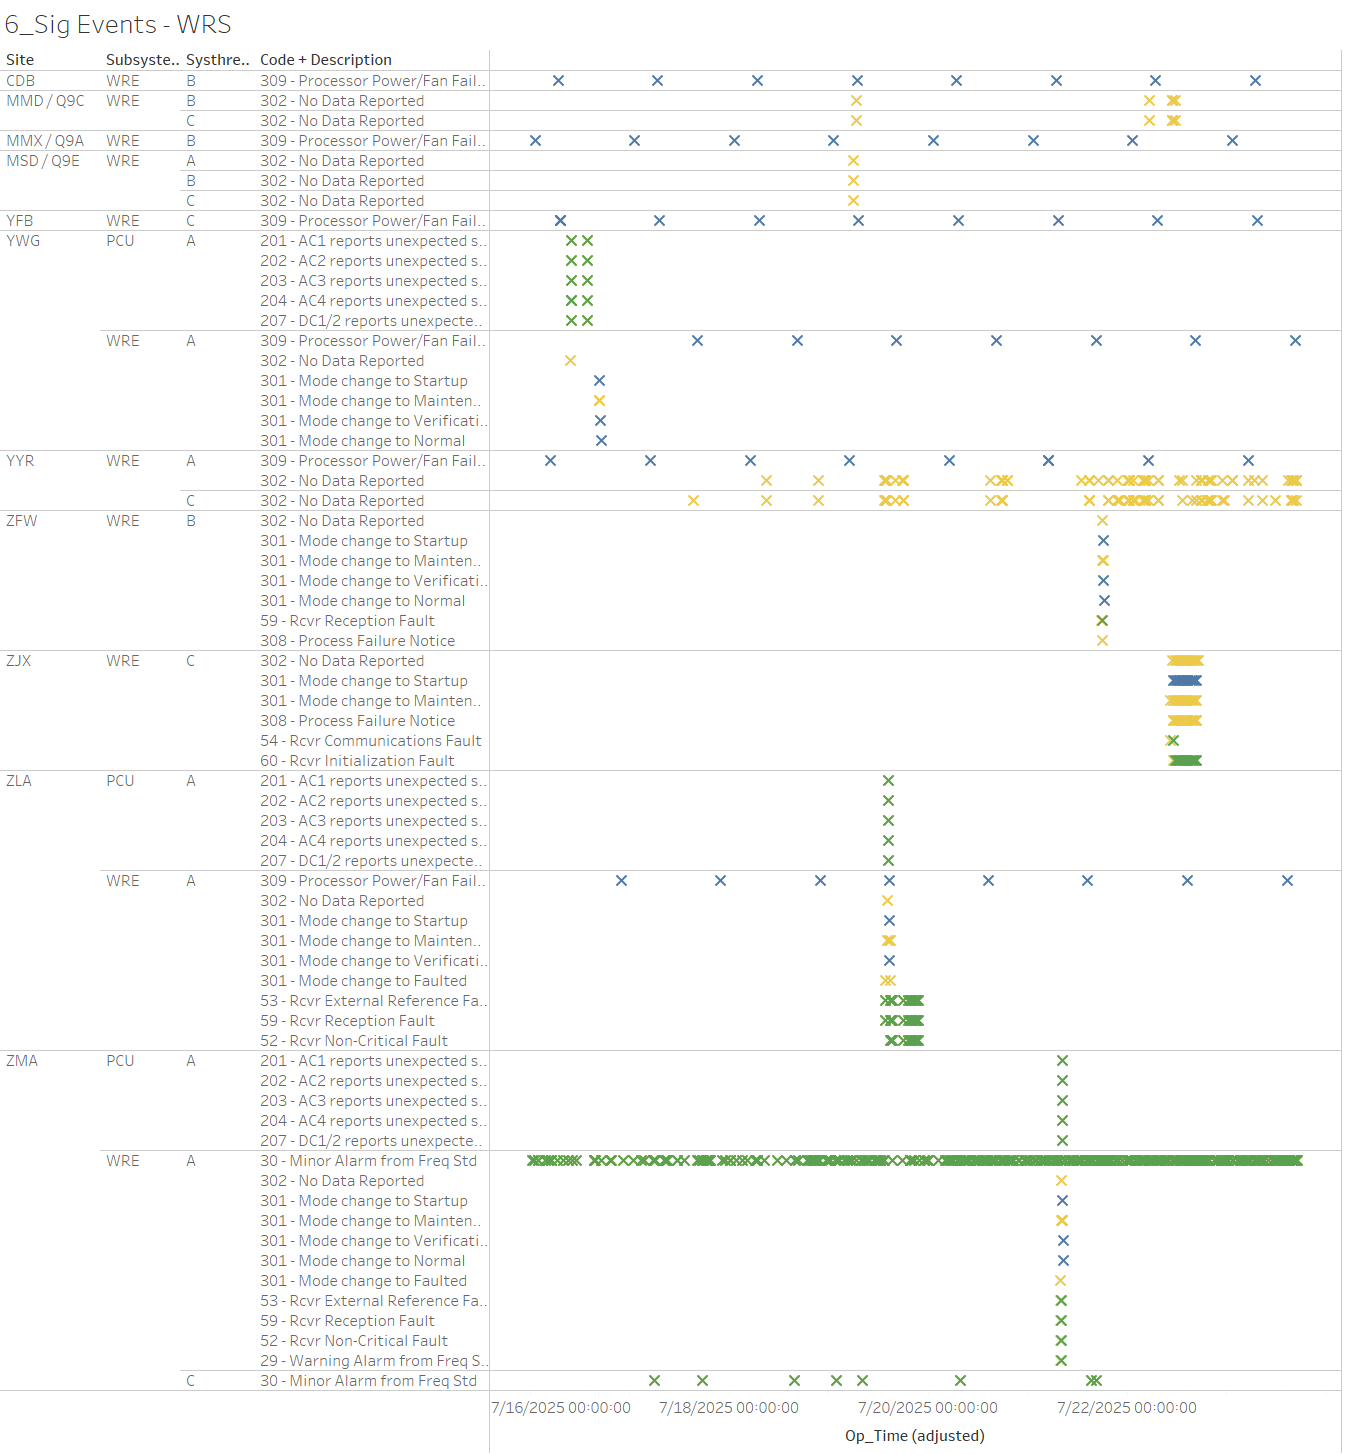 6_Sig Events - WRS
Site Subsyste.. Systhre.. Code + Description
CDB WRE B 309 - Processor Power/Fan Fail..
MMD / Q9C WRE B 302 - No Data Reported
C 302 - No Data Reported
MMX / Q9A WRE B 309 - Processor Power/Fan Fail..
MSD / Q9E WRE A 302 - No Data Reported
B 302 - No Data Reported
C 302 - No Data Reported
YFB WRE C 309 - Processor Power/Fan Fail..
YWG PCU A 201 - AC1 reports unexpected s..
202 - AC2 reports unexpected s..
203 - AC3 reports unexpected s..
204 - AC4 reports unexpected s..
207 - DC1/2 reports unexpecte..
WRE A 309 - Processor Power/Fan Fail..
302 - No Data Reported
301 - Mode change to Startup
301 - Mode change to Mainten..
301 - Mode change to Verificati..
301 - Mode change to Normal
YYR WRE A 309 - Processor Power/Fan Fail..
302 - No Data Reported
C 302 - No Data Reported
ZFW WRE B 302 - No Data Reported
301 - Mode change to Startup
301 - Mode change to Mainten..
301 - Mode change to Verificati..
301 - Mode change to Normal
59 - Rcvr Reception Fault
308 - Process Failure Notice
ZJX WRE C 302 - No Data Reported
301 - Mode change to Startup
301 - Mode change to Mainten..
308 - Process Failure Notice
54 - Rcvr Communications Fault
60 - Rcvr Initialization Fault
ZLA PCU A 201 - AC1 reports unexpected s..
202 - AC2 reports unexpected s..
203 - AC3 reports unexpected s..
204 - AC4 reports unexpected s..
207 - DC1/2 reports unexpecte..
WRE A 309 - Processor Power/Fan Fail..
302 - No Data Reported
301 - Mode change to Startup
301 - Mode change to Mainten..
301 - Mode change to Verificati..
301 - Mode change to Faulted
53 - Rcvr External Reference Fa..
59 - Rcvr Reception Fault
52 - Rcvr Non-Critical Fault
ZMA PCU A 201 - AC1 reports unexpected s..
202 - AC2 reports unexpected s..
203 - AC3 reports unexpected s..
204 - AC4 reports unexpected s..
207 - DC1/2 reports unexpecte..
WRE A 30 - Minor Alarm from Freq Std
302 - No Data Reported
301 - Mode change to Startup
301 - Mode change to Mainten..
301 - Mode change to Verificati..
301 - Mode change to Normal
301 - Mode change to Faulted
53 - Rcvr External Reference Fa..
59 - Rcvr Reception Fault
52 - Rcvr Non-Critical Fault
29 - Warning Alarm from Freq S..
C 30 - Minor Alarm from Freq Std
7/16/2025 00:00:00 7/18/2025 00:00:00 7/20/2025 00:00:00 7/22/2025 00:00:00
Op_Time (adjusted)